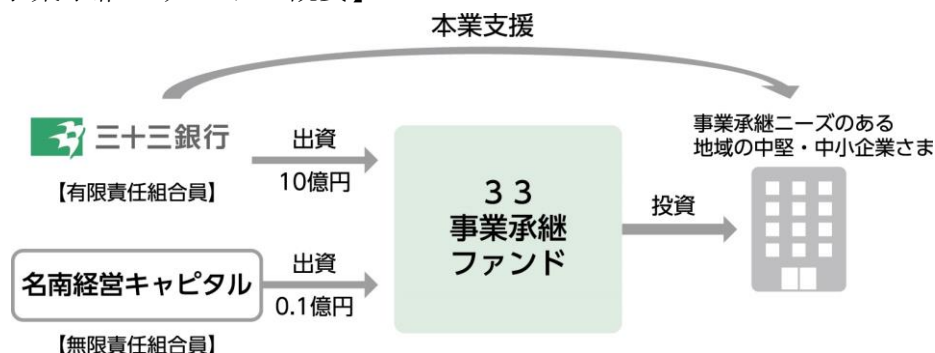 本業支援
三十三銀行
【有限責任組合員】
出資
10億円
名南経営キャピタル
【無限責任組合員】
出資
0.1億円
３３
事業承継
ファンド
投資
事業承継ニーズのある
地域の中堅・中小企業さま